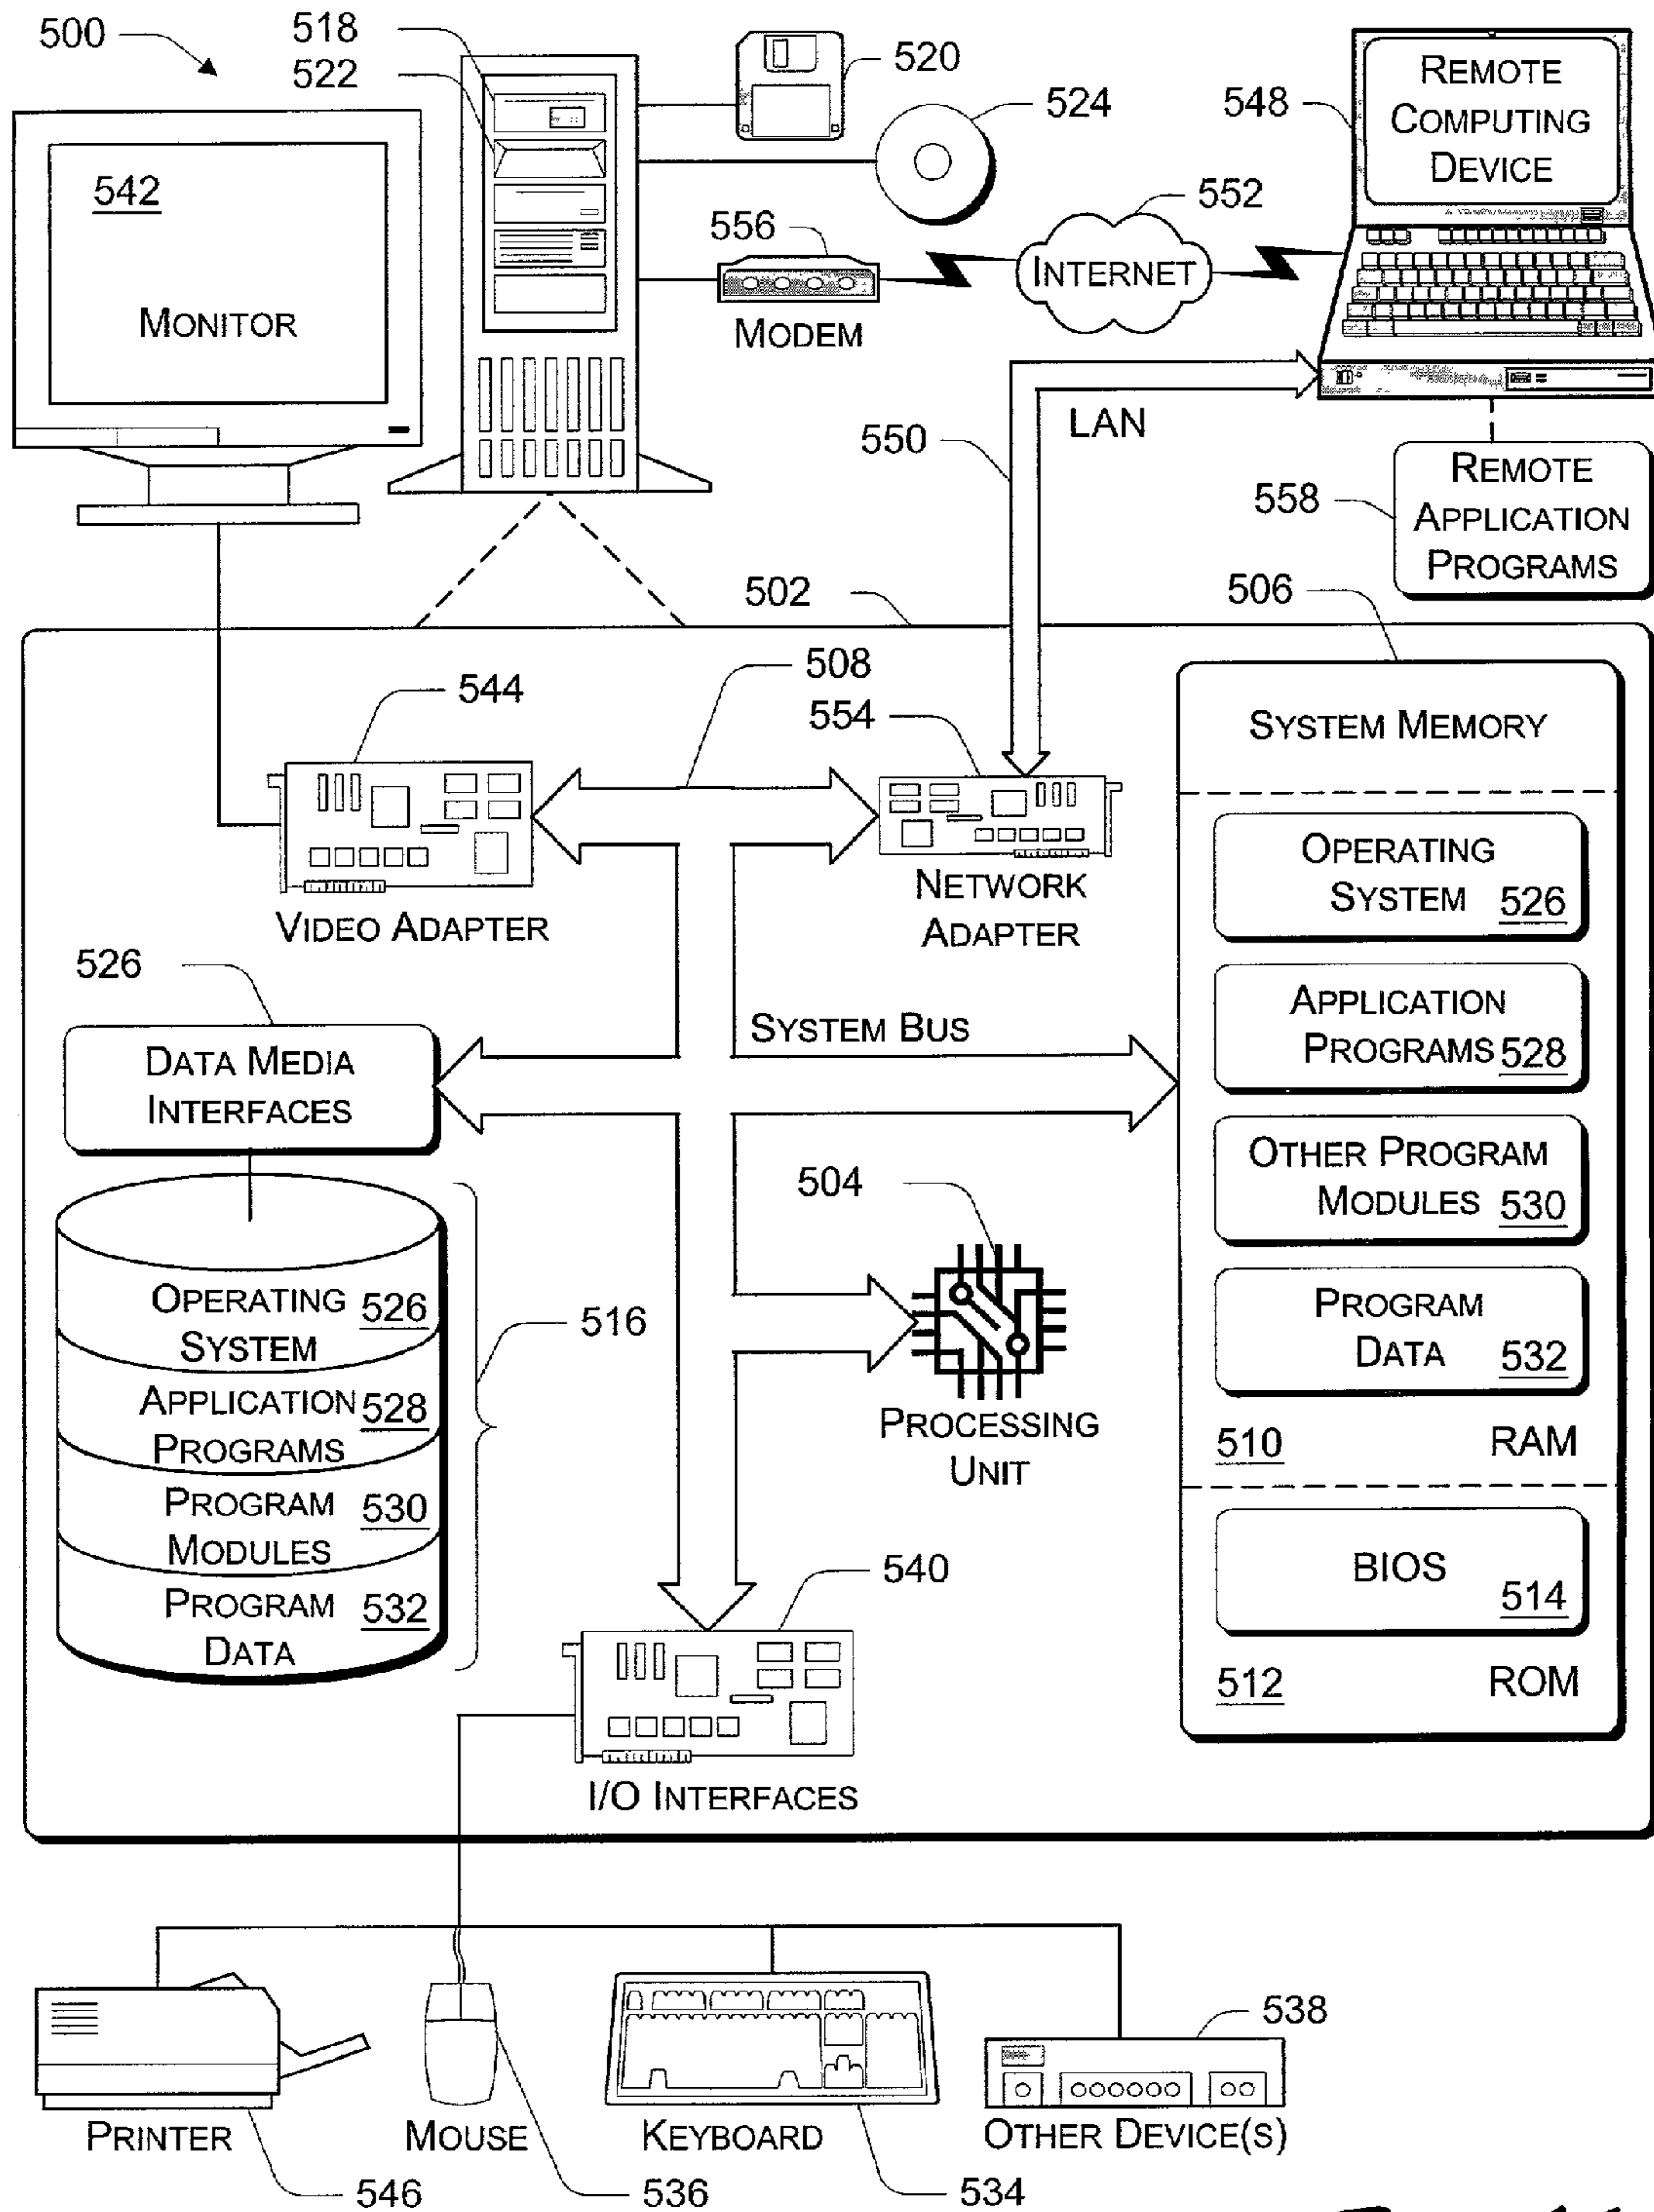 500
518
522
520
524
548
REMOTE
COMPUTING
DEVICE
542
MONITOR
556
MODEM
552
INTERNET
LAN
550
558
REMOTE
APPLICATION
PROGRAMS
502
506
508
544
554
VIDEO ADAPTER
NETWORK
ADAPTER
SYSTEM MEMORY
OPERATING
SYSTEM 526
APPLICATION
PROGRAMS 528
OTHER PROGRAM
MODULES 530
PROGRAM
DATA 532
510 RAM
BIOS
514
512 ROM
526
DATA MEDIA
INTERFACES
SYSTEM BUS
504
PROCESSING
UNIT
OPERATING 526
SYSTEM
APPLICATION 528
PROGRAMS
PROGRAM 530
MODULES
PROGRAM 532
DATA
516
540
I/O INTERFACES
PRINTER
546
MOUSE
536
KEYBOARD
534
538
OTHER DEVICE(S)